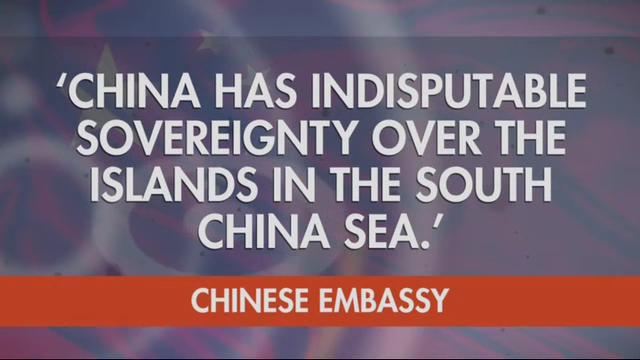 ‘CHINA HAS INDISPUTABLE
SOVEREIGNTY OVER THE
ISLANDS IN THE SOUTH
CHINA SEA.’
CHINESE EMBASSY